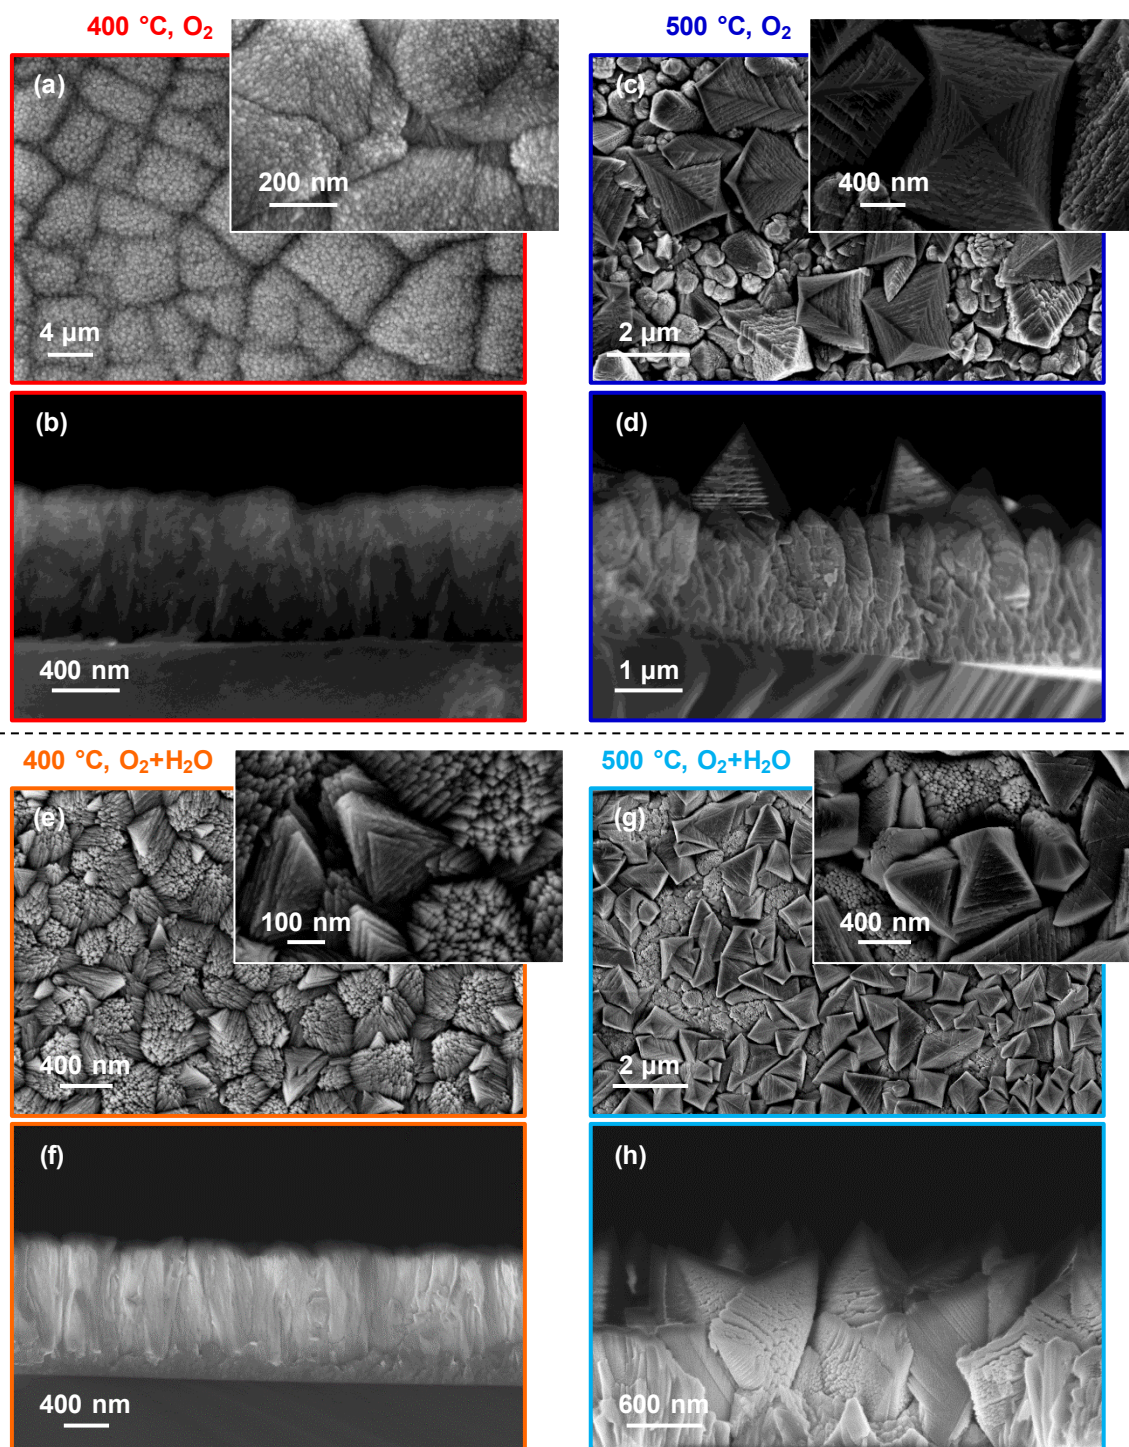 400 °C, O₂
500 °C, O₂
(a)
200 nm
4 µm
(c)
400 nm
2 µm
(b)
400 nm
(d)
1 µm
400 °C, O₂+H₂O
500 °C, O₂+H₂O
(e)
100 nm
400 nm
(g)
400 nm
2 µm
(f)
400 nm
(h)
600 nm